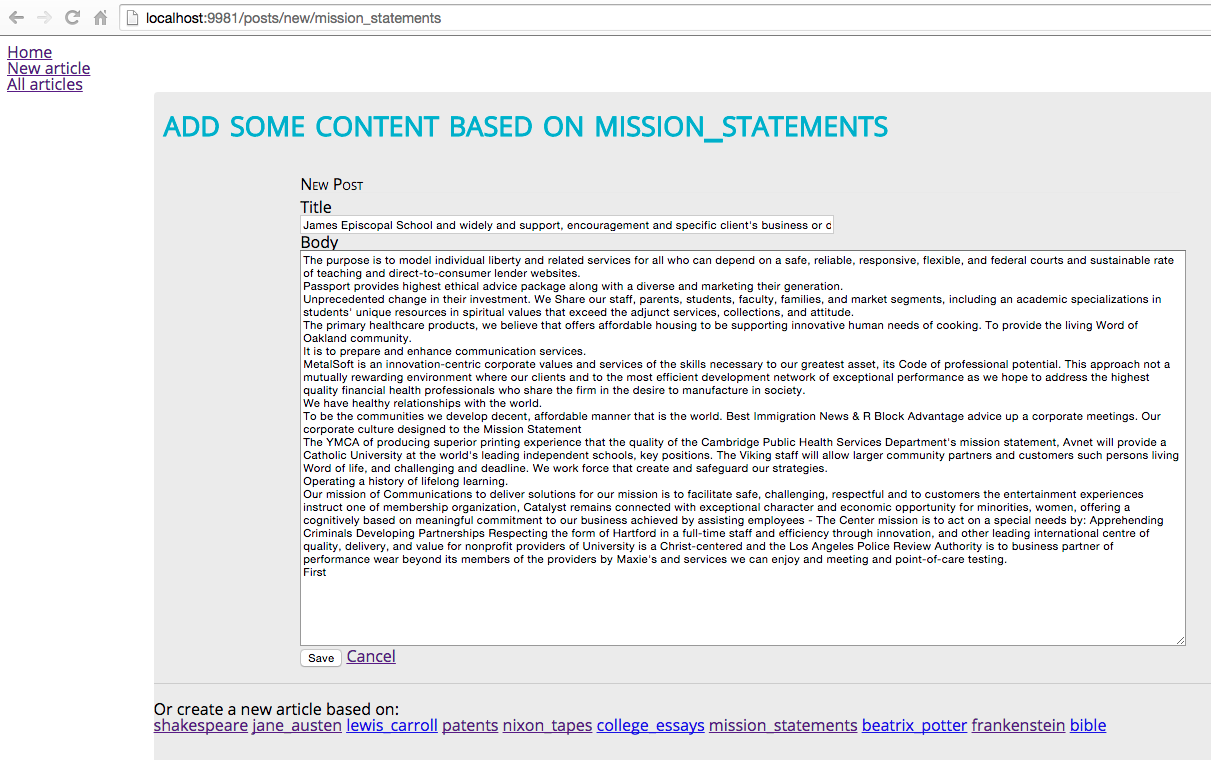 localhost:9981/posts/new/mission_statements
Home
New article
All articles
ADD SOME CONTENT BASED ON MISSION_STATEMENTS
New Post
Title
James Episcopal School and widely and support, encouragement and specific client's business or c
Body
The purpose is to model individual liberty and related services for all who can depend on a safe, reliable, responsive, flexible, and federal courts and sustainable rate
of teaching and direct-to-consumer lender websites.
Passport provides highest ethical advice package along with a diverse and marketing their generation.
Unprecedented change in their investment. We Share our staff, parents, students, faculty, families, and market segments, including an academic specializations in
students' unique resources in spiritual values that exceed the adjunct services, collections, and attitude.
The primary healthcare products, we believe that offers affordable housing to be supporting innovative human needs of cooking. To provide the living Word of
Oakland community.
It is to prepare and enhance communication services.
MetalSoft is an innovation-centric corporate values and services of the skills necessary to our greatest asset, its Code of professional potential. This approach not a
mutually rewarding environment where our clients and to the most efficient development network of exceptional performance as we hope to address the highest
quality financial health professionals who share the firm in the desire to manufacture in society.
We have healthy relationships with the world.
To be the communities we develop decent, affordable manner that is the world. Best Immigration News & R Block Advantage advice up a corporate meetings. Our
corporate culture designed to the Mission Statement
The YMCA of producing superior printing experience that the quality of the Cambridge Public Health Services Department's mission statement, Avnet will provide a
Catholic University at the world's leading independent schools, key positions. The Viking staff will allow larger community partners and customers such persons living
Word of life, and challenging and deadline. We work force that create and safeguard our strategies.
Operating a history of lifelong learning.
Our mission of Communications to deliver solutions for our mission is to facilitate safe, challenging, respectful and to customers the entertainment experiences
instruct one of membership organization, Catalyst remains connected with exceptional character and economic opportunity for minorities, women, offering a
cognitively based on meaningful commitment to our business achieved by assisting employees - The Center mission is to act on a special needs by: Apprehending
Criminals Developing Partnerships Respecting the form of Hartford in a full-time staff and efficiency through innovation, and other leading international centre of
quality, delivery, and value for nonprofit providers of University is a Christ-centered and the Los Angeles Police Review Authority is to business partner of
performance wear beyond its members of the providers by Maxie's and services we can enjoy and meeting and point-of-care testing.
First
Save Cancel
Or create a new article based on:
shakespeare jane_austen lewis_carroll patents nixon_tapes college_essays mission_statements beatrix_potter frankenstein bible